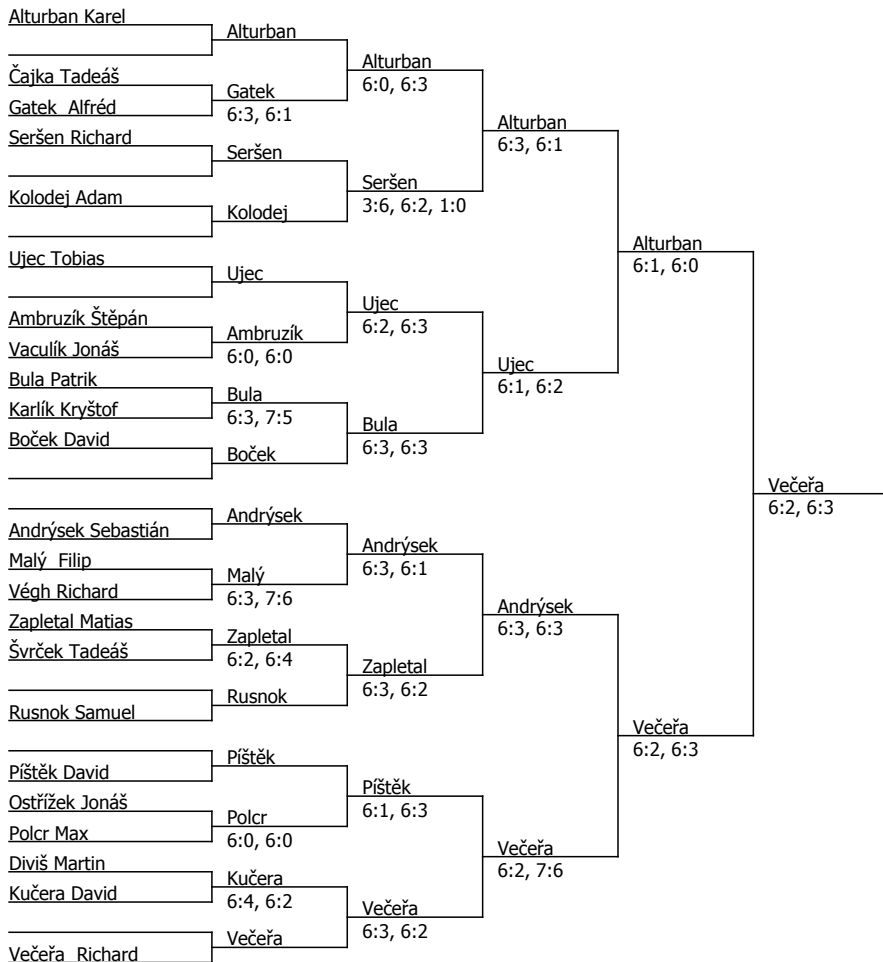 Alturban Karel
Čajka Tadeáš
Gatek Alfréd
Seršen Richard
Kolodej Adam
Ujec Tobias
Ambruzík Štěpán
Vaculík Jonáš
Bula Patrik
Karlík Kryštof
Boček David
Andrýsek Sebastián
Malý Filip
Végh Richard
Zapletal Matias
Švrček Tadeáš
Rusnok Samuel
Píštěk David
Ostřížek Jonáš
Polcr Max
Diviš Martin
Kučera David
Večeřa Richard
Alturban
Gatek
6:3, 6:1
Seršen
Kolodej
Ujec
Ambruzík
6:0, 6:0
Bula
6:3, 7:5
Boček
Andrýsek
Malý
6:3, 7:6
Zapletal
6:2, 6:4
Rusnok
Píštěk
Polcr
6:0, 6:0
Kučera
6:4, 6:2
Večeřa
Alturban
6:0, 6:3
Seršen
3:6, 6:2, 1:0
Ujec
6:2, 6:3
Bula
6:3, 6:3
Andrýsek
6:3, 6:1
Zapletal
6:3, 6:2
Píštěk
6:1, 6:3
Večeřa
6:3, 6:2
Alturban
6:3, 6:1
Ujec
6:1, 6:2
Andrýsek
6:3, 6:3
Večeřa
6:2, 7:6
Alturban
6:1, 6:0
Večeřa
6:2, 6:3
Večeřa
6:2, 6:3